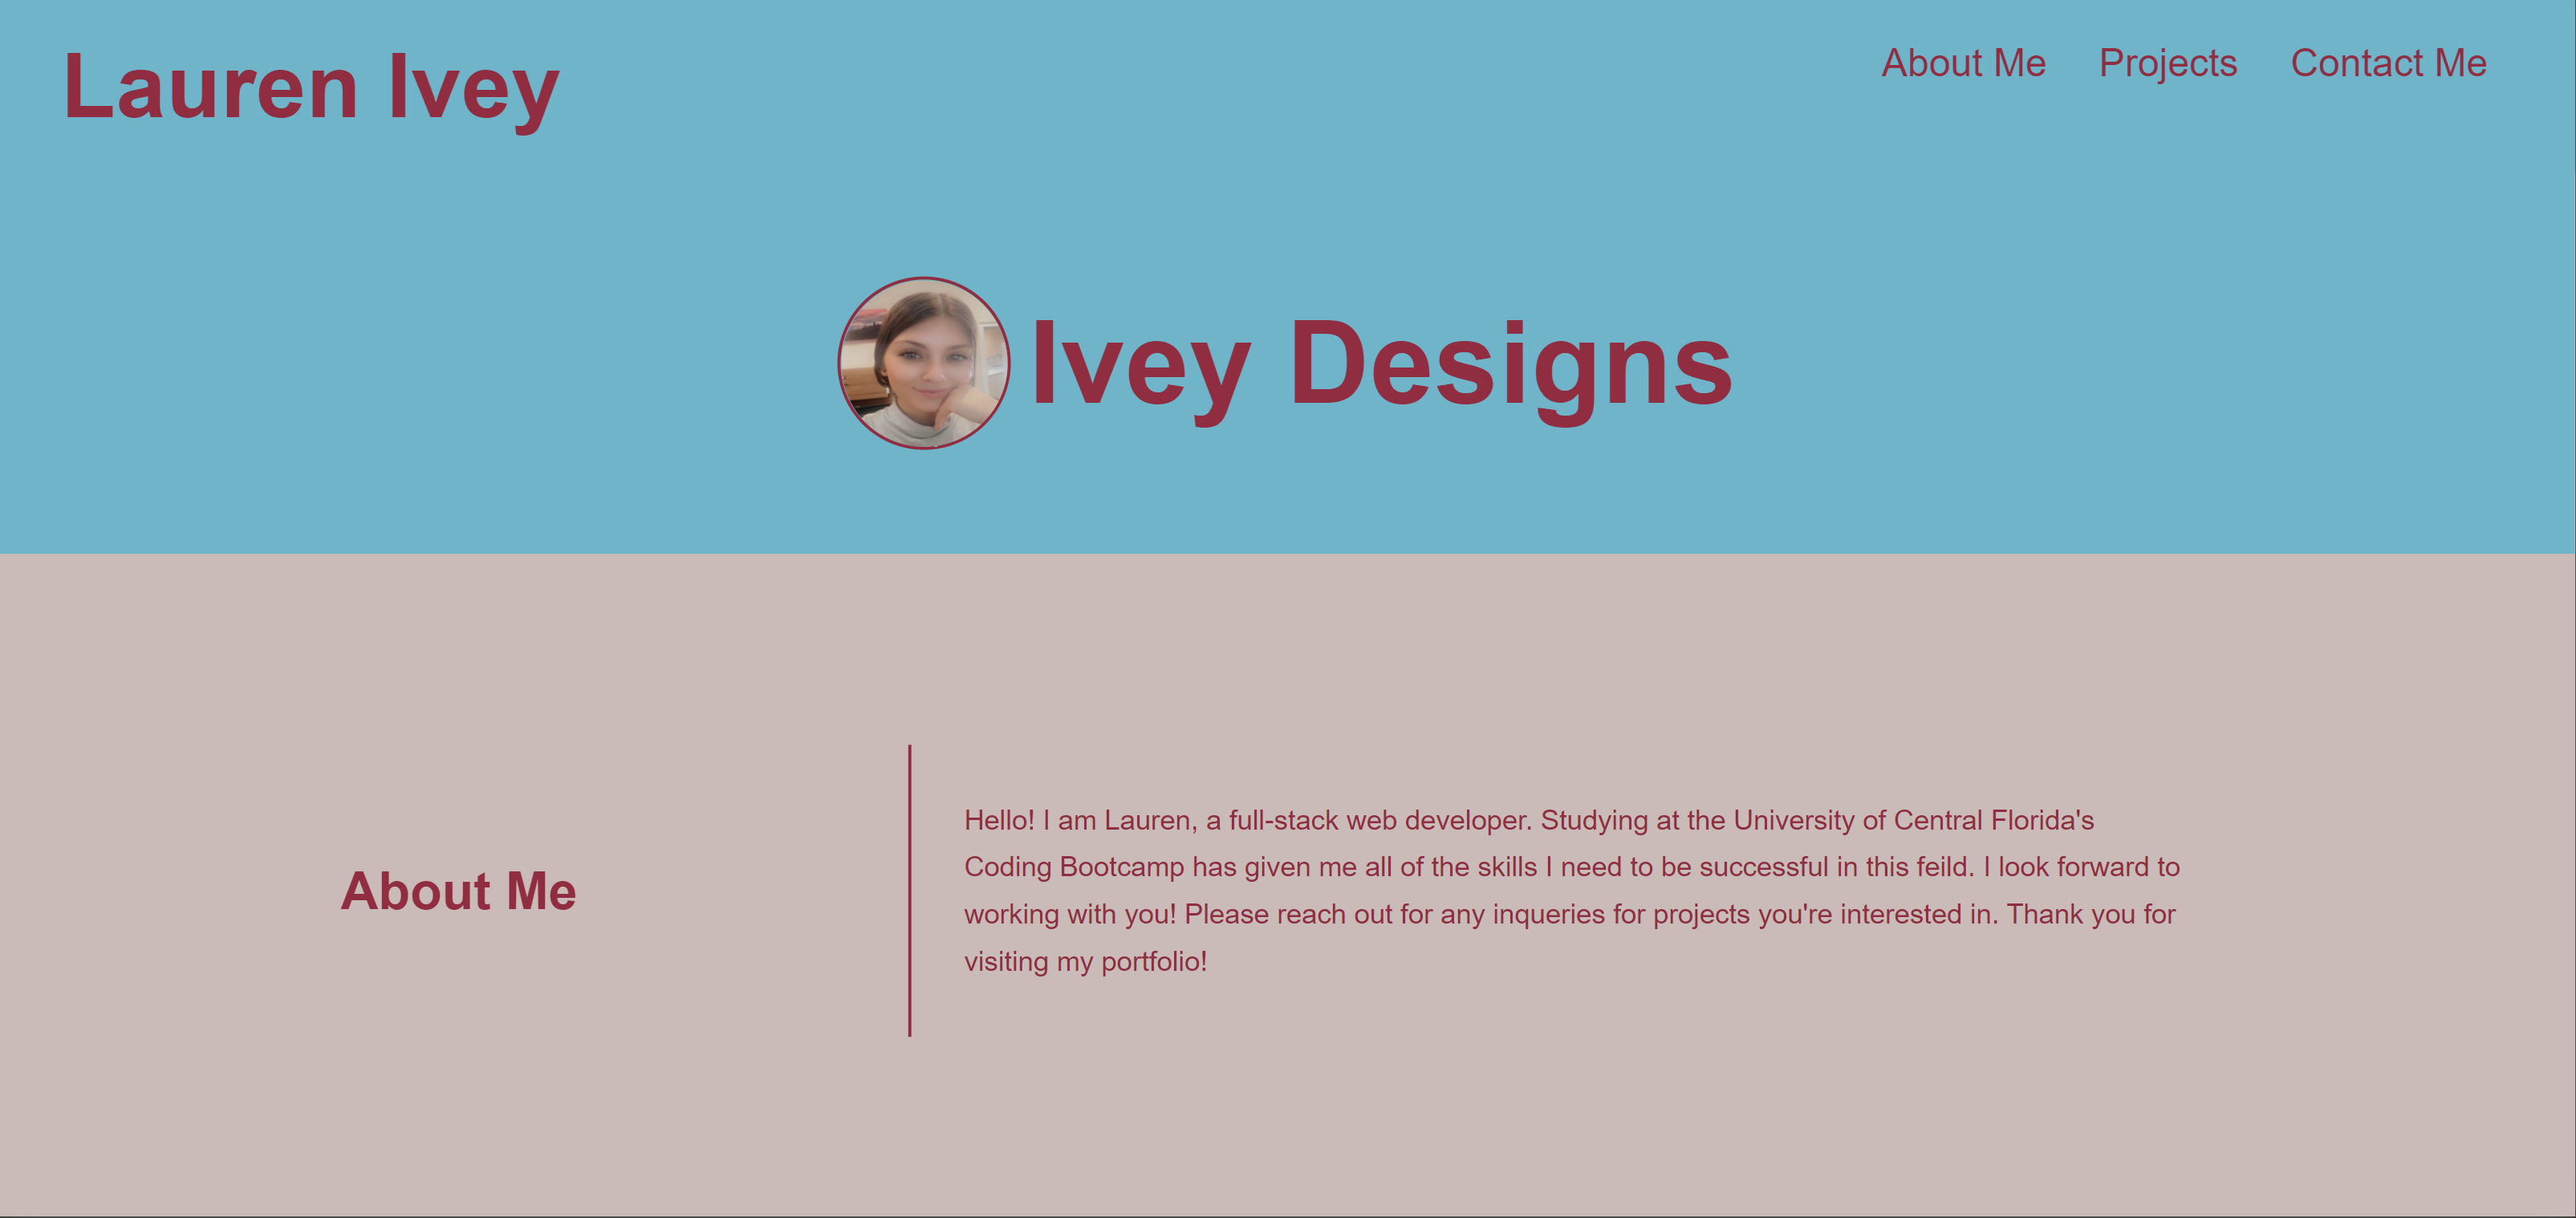 Lauren Ivey
About Me Projects Contact Me
Ivey Designs
About Me
Hello! I am Lauren, a full-stack web developer. Studying at the University of Central Florida's
Coding Bootcamp has given me all of the skills I need to be successful in this feild. I look forward to
working with you! Please reach out for any inqueries for projects you're interested in. Thank you for
visiting my portfolio!